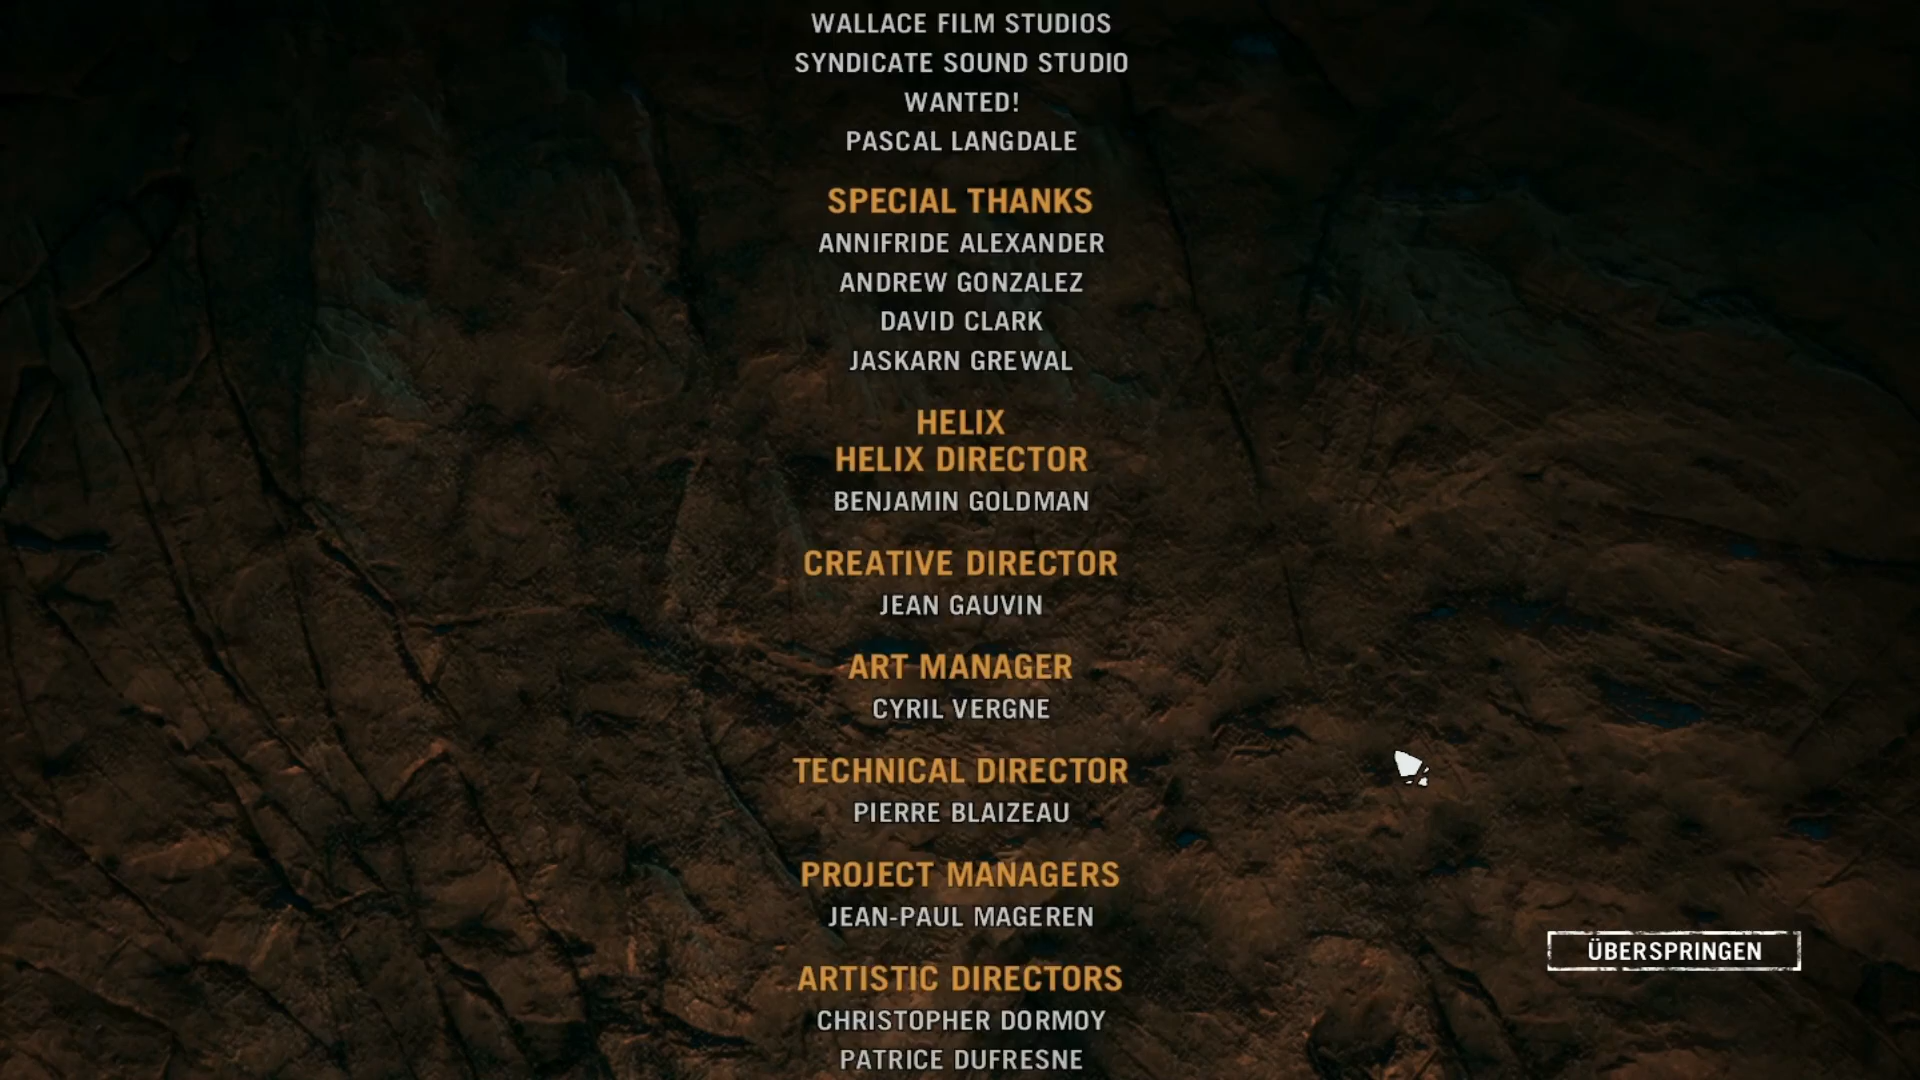 WALLACE FILM STUDIOS
SYNDICATE SOUND STUDIO
WANTED!
PASCAL LANGDALE
SPECIAL THANKS
ANNIFRIDE ALEXANDER
ANDREW GONZALEZ
DAVID CLARK
JASKARN GREWAL
HELIX
HELIX DIRECTOR
BENJAMIN GOLDMAN
CREATIVE DIRECTOR
JEAN GAUVIN
ART MANAGER
CYRIL VERGNE
TECHNICAL DIRECTOR
PIERRE BLAIZEAU
PROJECT MANAGERS
JEAN-PAUL MAGEREN
ARTISTIC DIRECTORS
CHRISTOPHER DORMOY
PATRICE DUFRESNE
ÜBERSPRINGEN